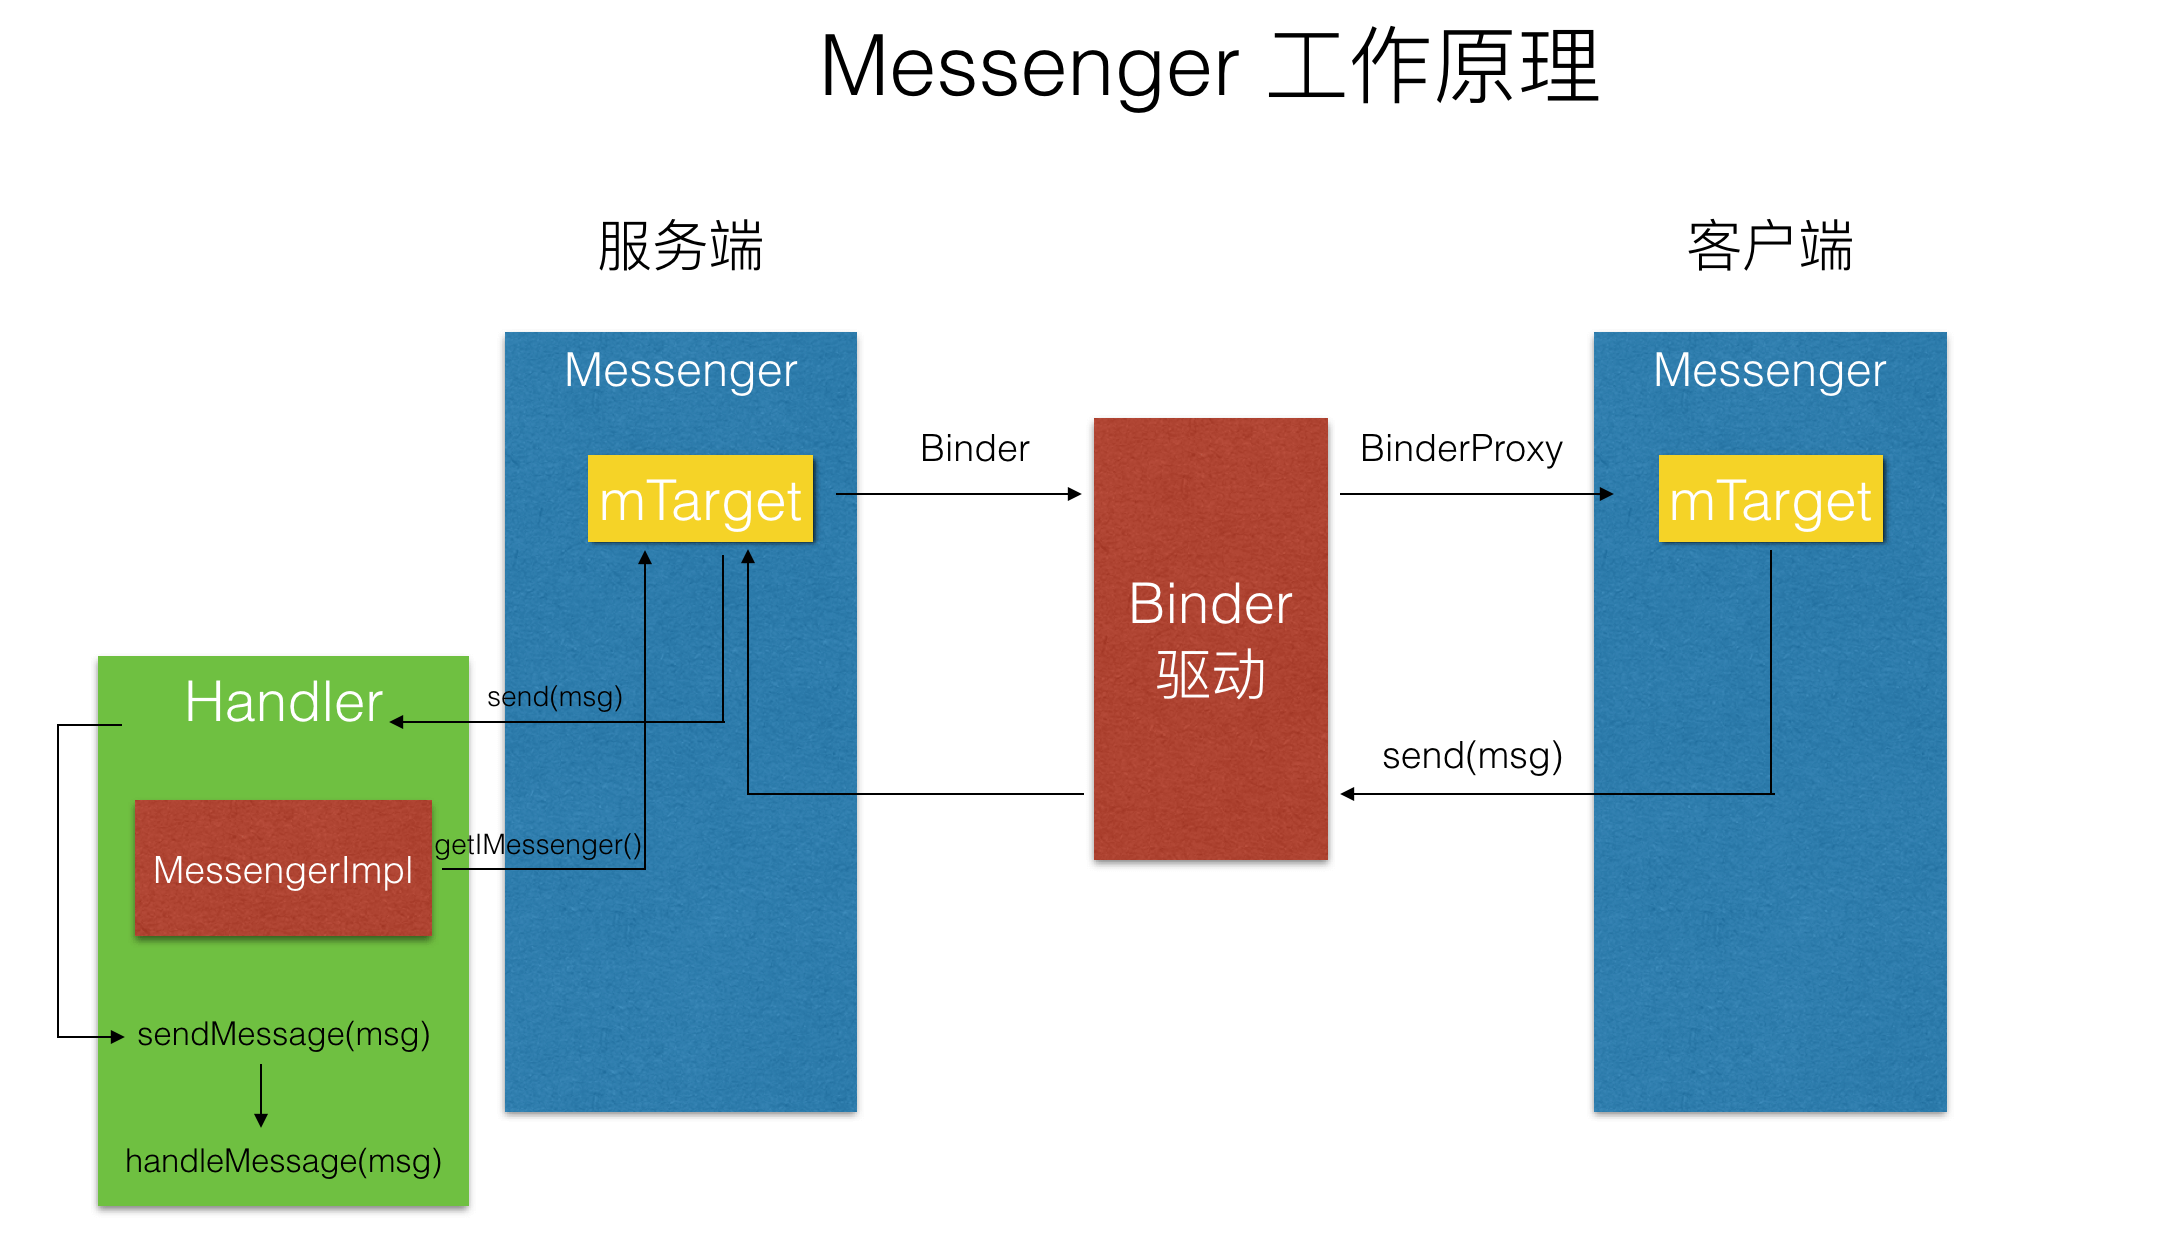 Messenger 工作原理
服务端
客户端
Messenger
Messenger
mTarget
Binder
BinderProxy
mTarget
Binder
驱动
Handler
send(msg)
send(msg)
MessengerImpl
getIMessenger()
sendMessage(msg)
handleMessage(msg)